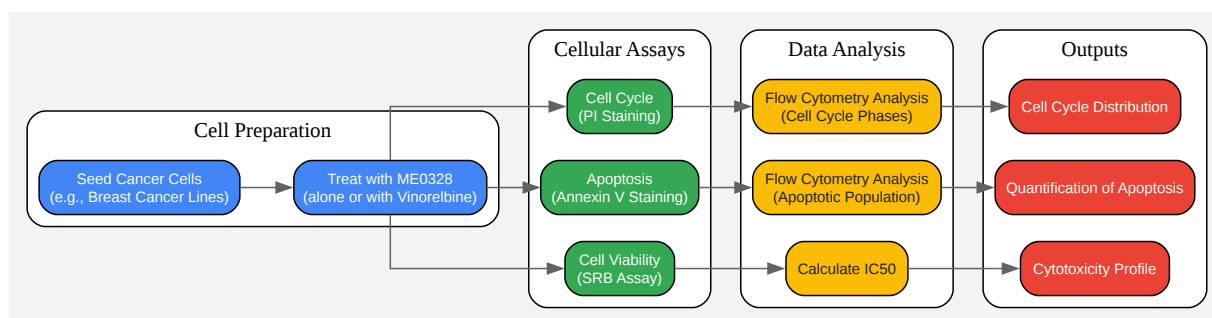 Cell Preparation
Seed Cancer Cells
(e.g., Breast Cancer Lines)
Treat with ME0328
(alone or with Vinorelbine)
Cellular Assays
Cell Cycle
(PI Staining)
Apoptosis
(Annexin V Staining)
Cell Viability
(SRB Assay)
Data Analysis
Flow Cytometry Analysis
(Cell Cycle Phases)
Flow Cytometry Analysis
(Apoptotic Population)
Calculate IC50
Outputs
Cell Cycle Distribution
Quantification of Apoptosis
Cytotoxicity Profile